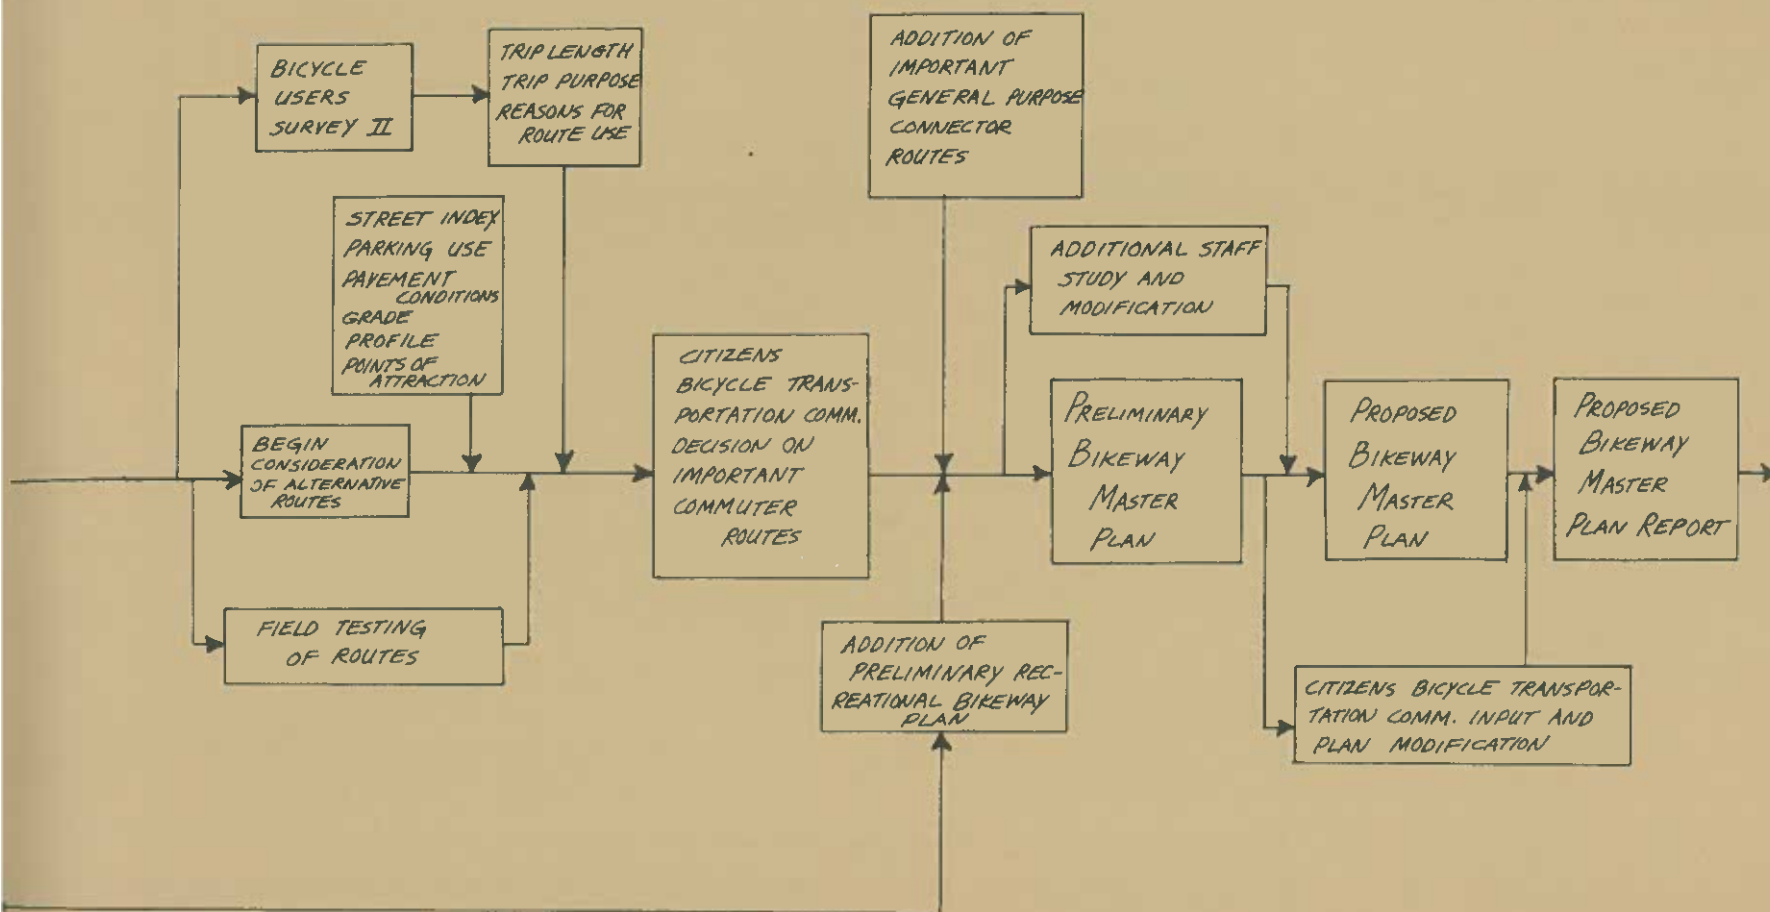 BICYCLE
USERS
SURVEY II
TRIP LENGTH
TRIP PURPOSE
REASONS FOR
ROUTE USE
ADDITION OF
IMPORTANT
GENERAL PURPOSE
CONNECTOR
ROUTES
STREET INDEX
PARKING USE
PAVEMENT
CONDITIONS
GRADE
PROFILE
POINTS OF
ATTRACTION
ADDITIONAL STAFF
STUDY AND
MODIFICATION
BEGIN
CONSIDERATION
OF ALTERNATIVE
ROUTES
CITIZENS
BICYCLE TRANS-
PORTATION COMM.
DECISION ON
IMPORTANT
COMMUTER
ROUTES
PRELIMINARY
BIKEWAY
MASTER
PLAN
PROPOSED
BIKEWAY
MASTER
PLAN
PROPOSED
BIKEWAY
MASTER
PLAN REPORT
FIELD TESTING
OF ROUTES
ADDITION OF
PRELIMINARY REC-
REATIONAL BIKEWAY
PLAN
CITIZENS BICYCLE TRANSPOR-
TATION COMM. INPUT AND
PLAN MODIFICATION